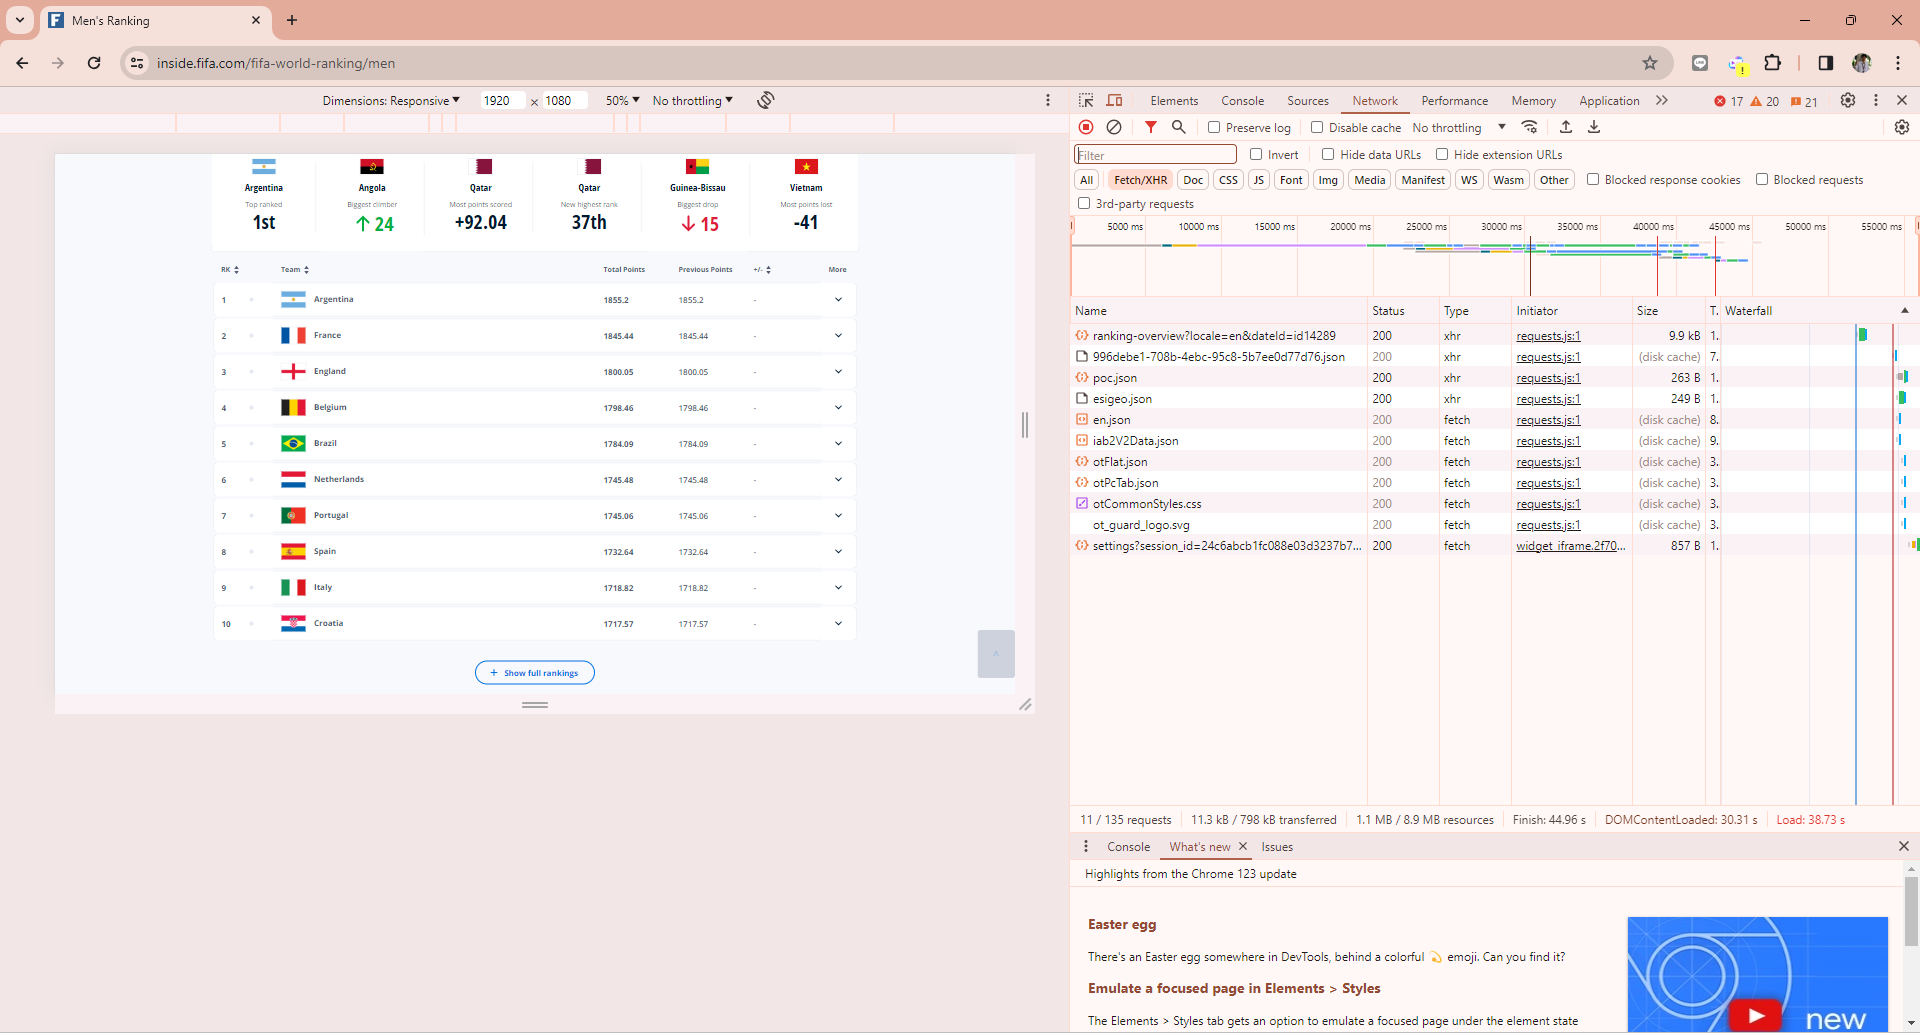 Men's Ranking
inside.fifa.com/fifa-world-ranking/men
Dimensions: Responsive 1920 x 1080 50% No throttling
Elements Console Sources Network Performance Memory Application 17 20 21
Preserve log Disable cache No throttling
Filter Invert Hide data URLs Hide extension URLs
All Fetch/XHR Doc CSS JS Font Img Media Manifest WS Wasm Other Blocked response cookies Blocked requests
3rd-party requests
5000 ms 10000 ms 15000 ms 20000 ms 25000 ms 30000 ms 35000 ms 40000 ms 45000 ms 50000 ms 55000 ms
Argentina Angola Qatar Qatar Guinea-Bissau Vietnam
Top ranked Biggest climber Most points scored New highest rank Biggest drop Most points lost
1st 24 +92.04 37th 15 -41
RK Team Total Points Previous Points +/- More
1 Argentina 1855.2 1855.2 -
2 France 1845.44 1845.44 -
3 England 1800.05 1800.05 -
4 Belgium 1798.46 1798.46 -
5 Brazil 1784.09 1784.09 -
6 Netherlands 1745.48 1745.48 -
7 Portugal 1745.06 1745.06 -
8 Spain 1732.64 1732.64 -
9 Italy 1718.82 1718.82 -
10 Croatia 1717.57 1717.57 -
+ Show full rankings
Name Status Type Initiator Size T. Waterfall
ranking-overview?locale=en&dateId=id14289 200 xhr requests.js:1 9.9 kB 1.
996debe1-708b-4ebc-95c8-5b7ee0d77d76.json 200 xhr requests.js:1 (disk cache) 7.
poc.json 200 xhr requests.js:1 263 B 1.
esigeo.json 200 xhr requests.js:1 249 B 1.
en.json 200 fetch requests.js:1 (disk cache) 8.
iab2V2Data.json 200 fetch requests.js:1 (disk cache) 9.
otFlat.json 200 fetch requests.js:1 (disk cache) 3.
otPcTab.json 200 fetch requests.js:1 (disk cache) 3.
otCommonStyles.css 200 fetch requests.js:1 (disk cache) 3.
ot_guard_logo.svg 200 fetch requests.js:1 (disk cache) 3.
settings?session_id=24c6abcb1fc088e03d3237b7... 200 fetch widget_iframe.2f70... 857 B 1.
11 / 135 requests 11.3 kB / 798 kB transferred 1.1 MB / 8.9 MB resources Finish: 44.96 s DOMContentLoaded: 30.31 s Load: 38.73 s
Console What's new Issues
Highlights from the Chrome 123 update
Easter egg
There's an Easter egg somewhere in DevTools, behind a colorful 💫 emoji. Can you find it?
Emulate a focused page in Elements > Styles
The Elements > Styles tab gets an option to emulate a focused page under the element state
new